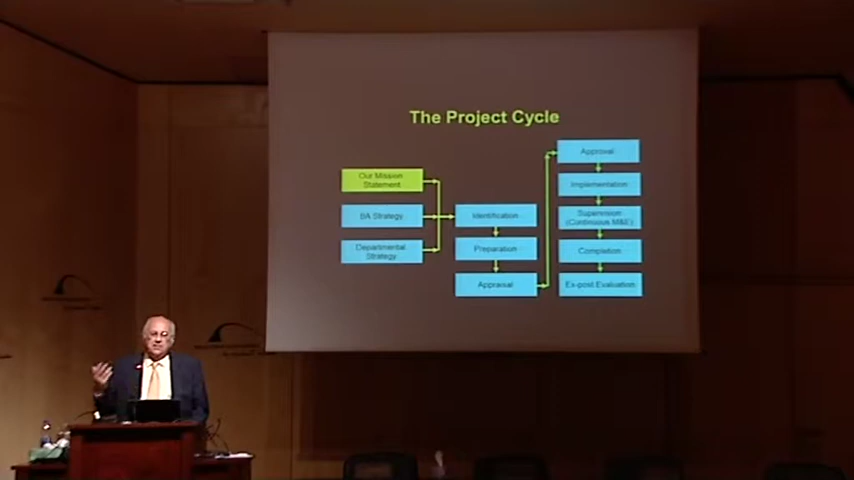 The Project Cycle
Our Mission
Statement
BA Strategy
Departmental
Strategy
Identification
Preparation
Appraisal
Approval
Implementation
Supervision
(Continuous M&E)
Completion
Ex-post Evaluation